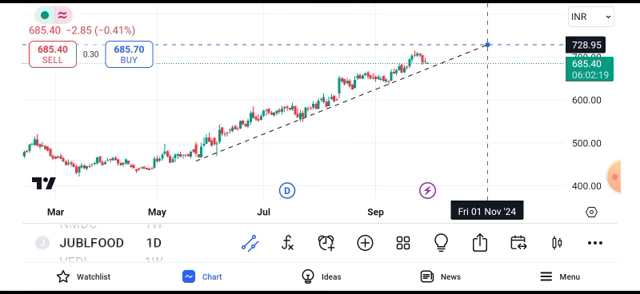 INR
685.40 −2.85 (−0.41%)
685.40
SELL
0.30
685.70
BUY
728.95
685.40
06:02:19
600.00
500.00
400.00
D
Mar
May
Jul
Sep
Fri 01 Nov '24
NMDC 1W
JUBLFOOD 1D
VEDL 1W
Watchlist
Chart
Ideas
News
Menu